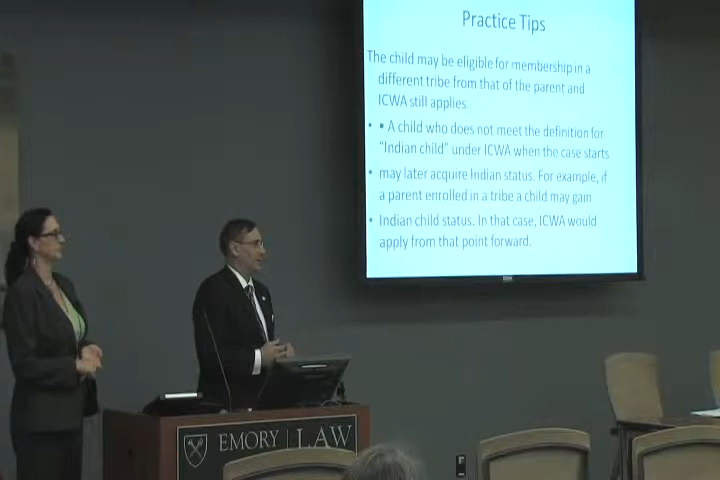 Practice Tips
The child may be eligible for membership in a
different tribe from that of the parent and
ICWA still applies.
• • A child who does not meet the definition for
“Indian child” under ICWA when the case starts
• may later acquire Indian status. For example, if
a parent enrolled in a tribe a child may gain
• Indian child status. In that case, ICWA would
apply from that point forward.
EMORY | LAW